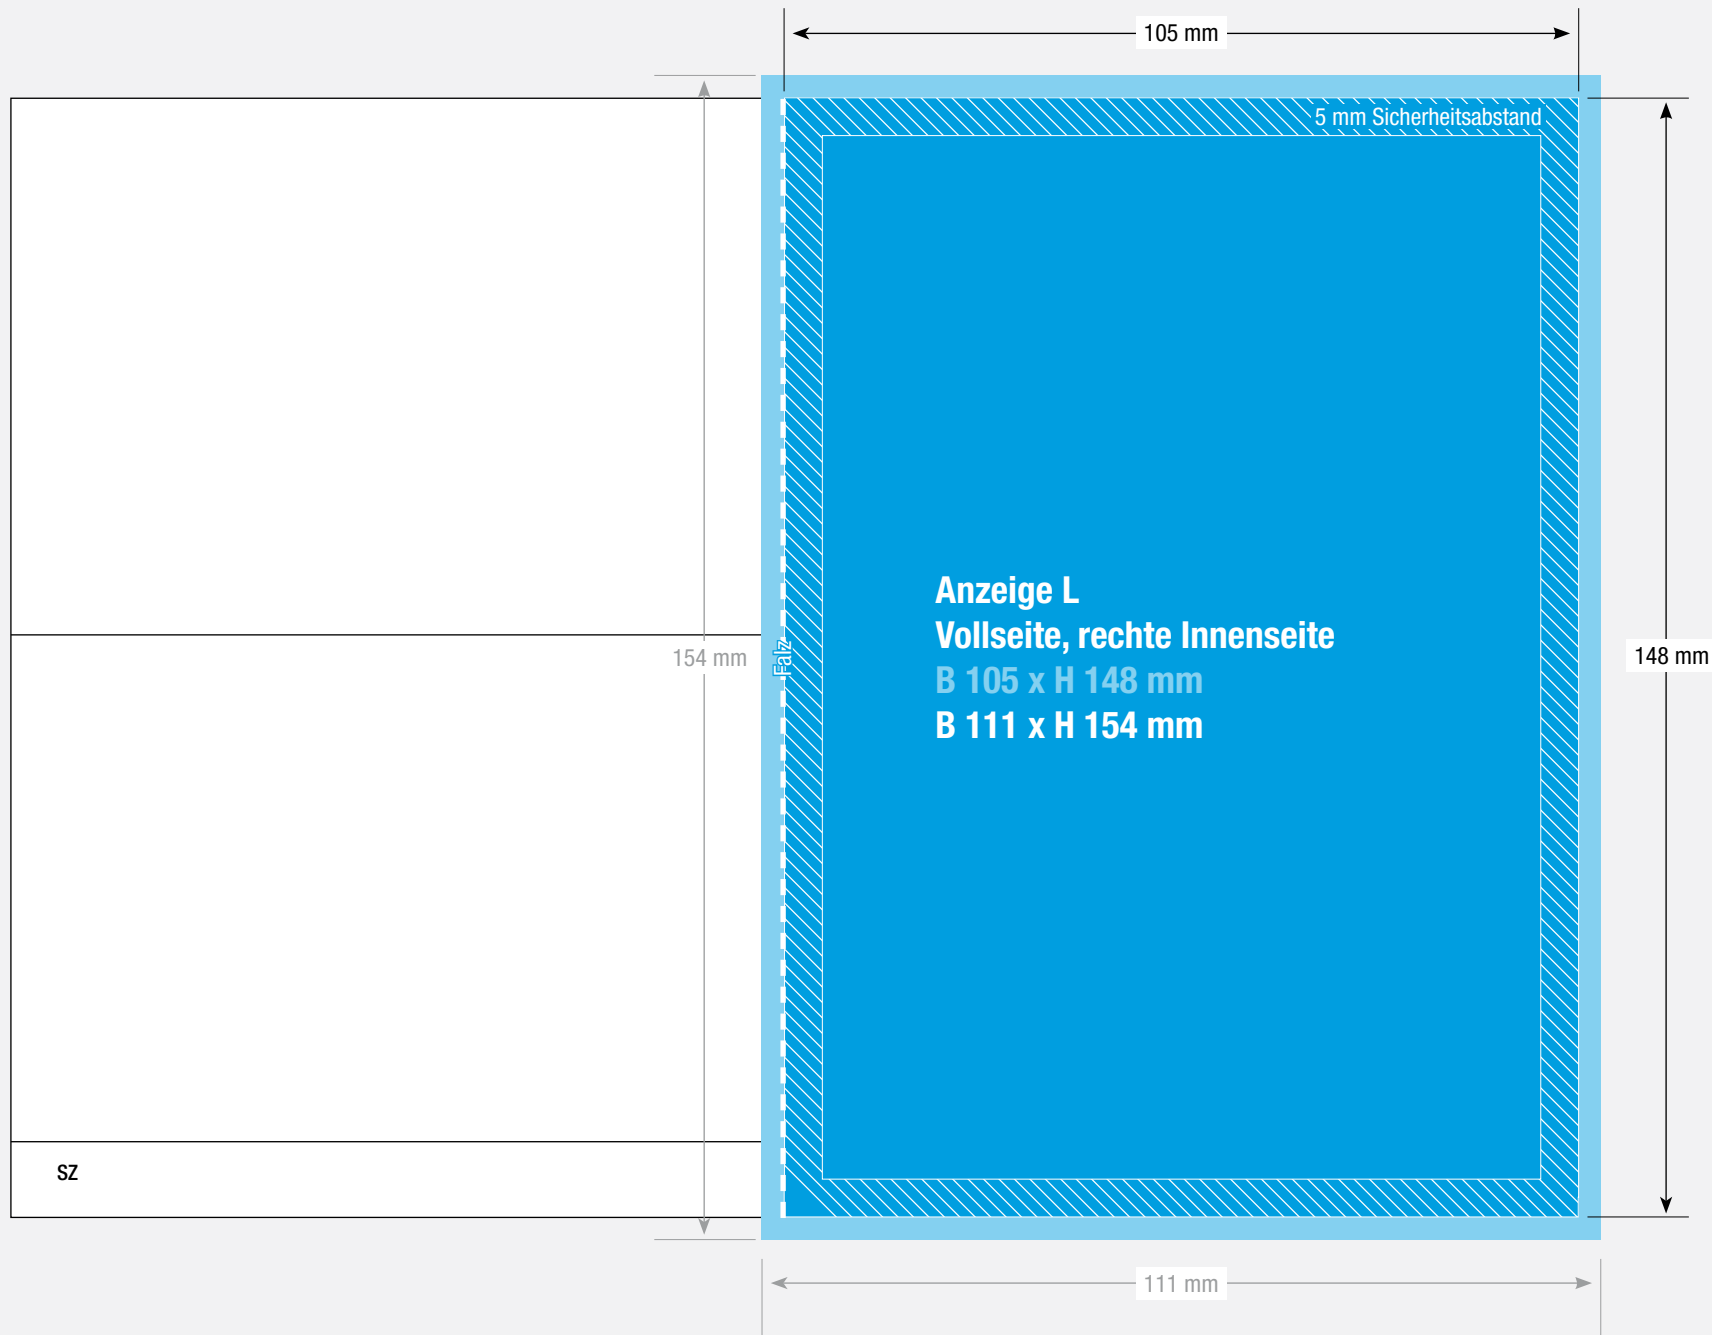 105 mm
5 mm Sicherheitsabstand
Anzeige L
Vollseite, rechte Innenseite
B 105 x H 148 mm
B 111 x H 154 mm
Falz
154 mm
148 mm
SZ
111 mm